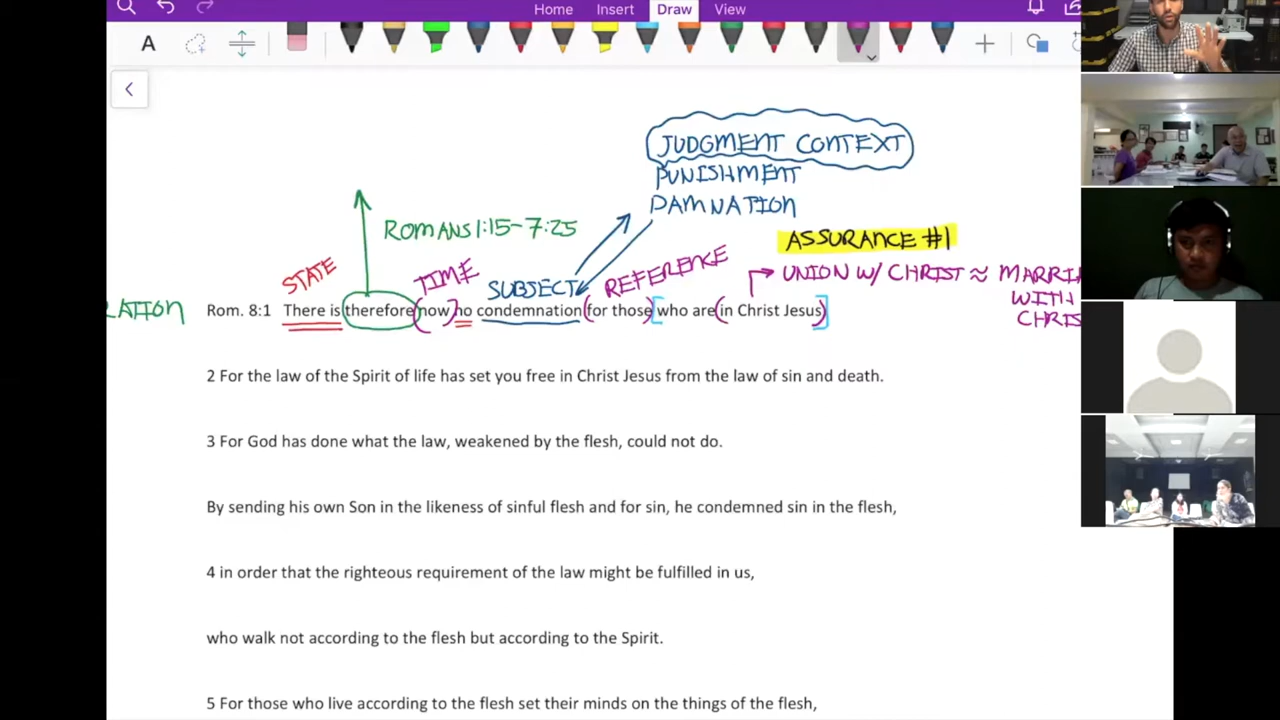 Home Insert Draw View
A
JUDGMENT CONTEXT
PUNISHMENT
DAMNATION
ROMANS 1:15-7:25
ASSURANCE #1
STATE TIME SUBJECT REFERENCE UNION W/ CHRIST ≈ MARRI
WITH
CHRIS
RATION
Rom. 8:1 There is therefore (now) no condemnation (for those) [who are (in Christ Jesus)]
2 For the law of the Spirit of life has set you free in Christ Jesus from the law of sin and death.
3 For God has done what the law, weakened by the flesh, could not do.
By sending his own Son in the likeness of sinful flesh and for sin, he condemned sin in the flesh,
4 in order that the righteous requirement of the law might be fulfilled in us,
who walk not according to the flesh but according to the Spirit.
5 For those who live according to the flesh set their minds on the things of the flesh,